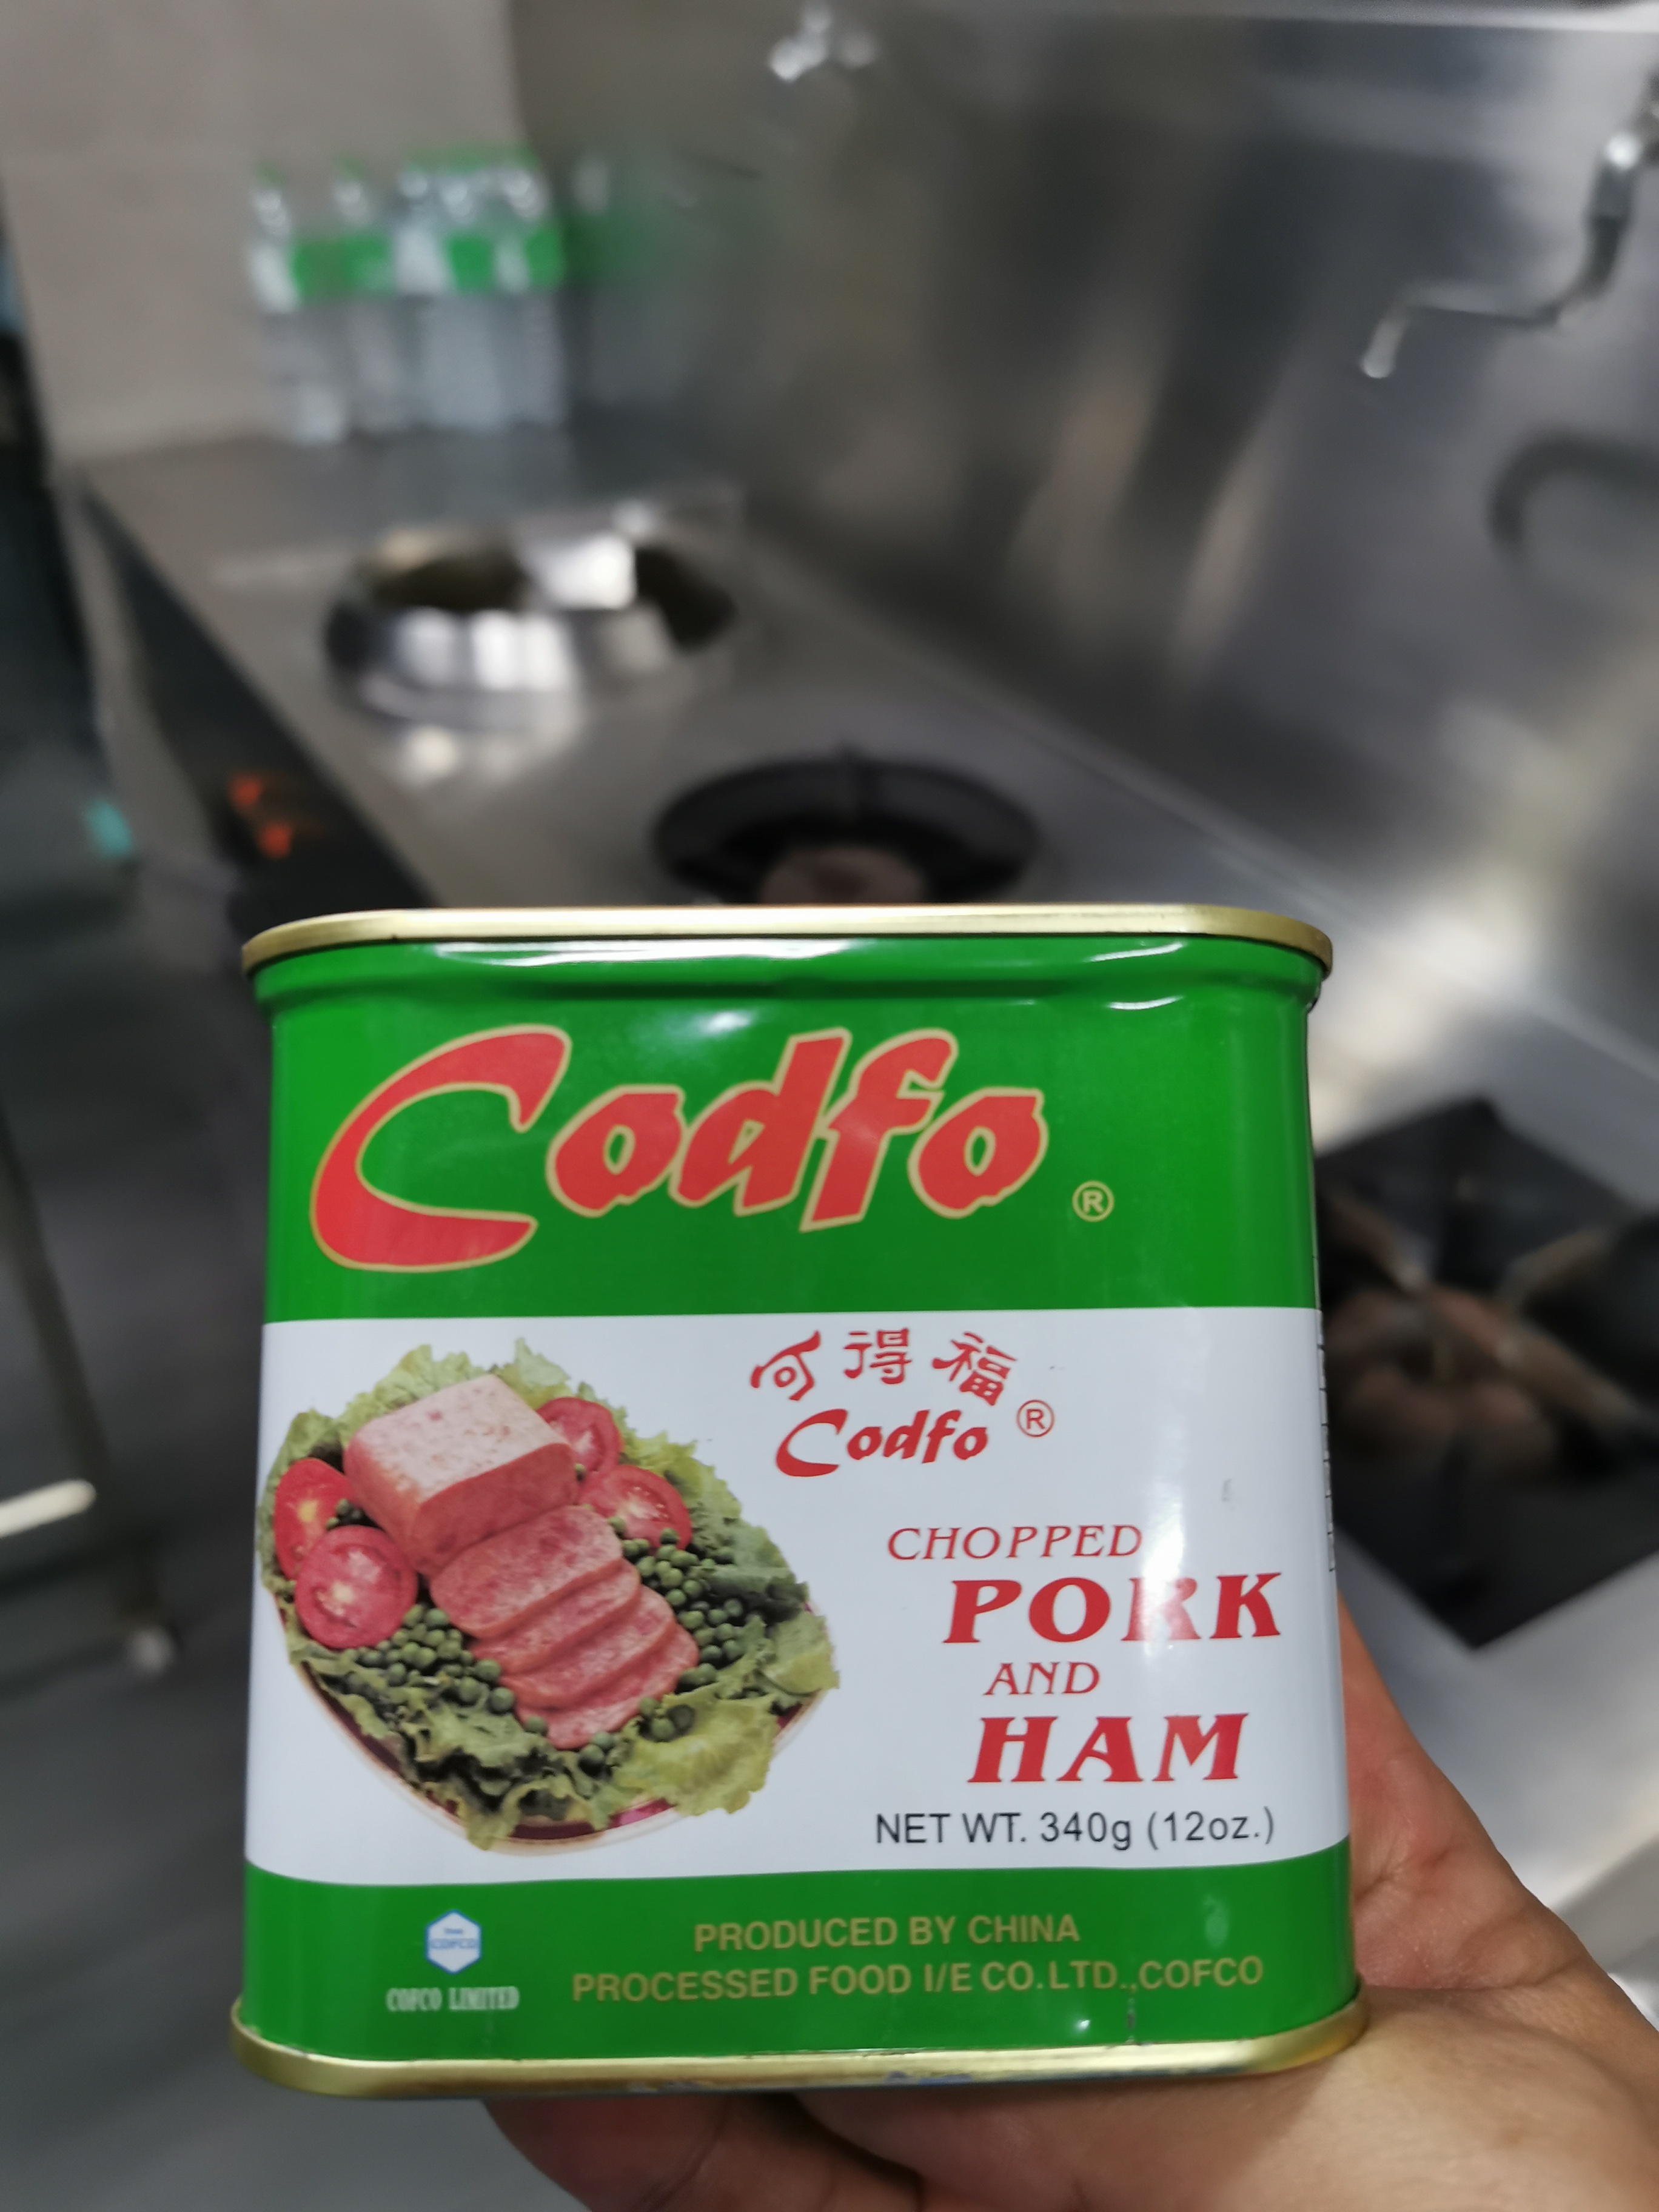 Codfo ®
可得福
Codfo ®
CHOPPED
PORK
AND
HAM
NET WT. 340g (12oz.)
COFCO
COFCO LIMITED
PRODUCED BY CHINA
PROCESSED FOOD I/E CO.LTD.,COFCO